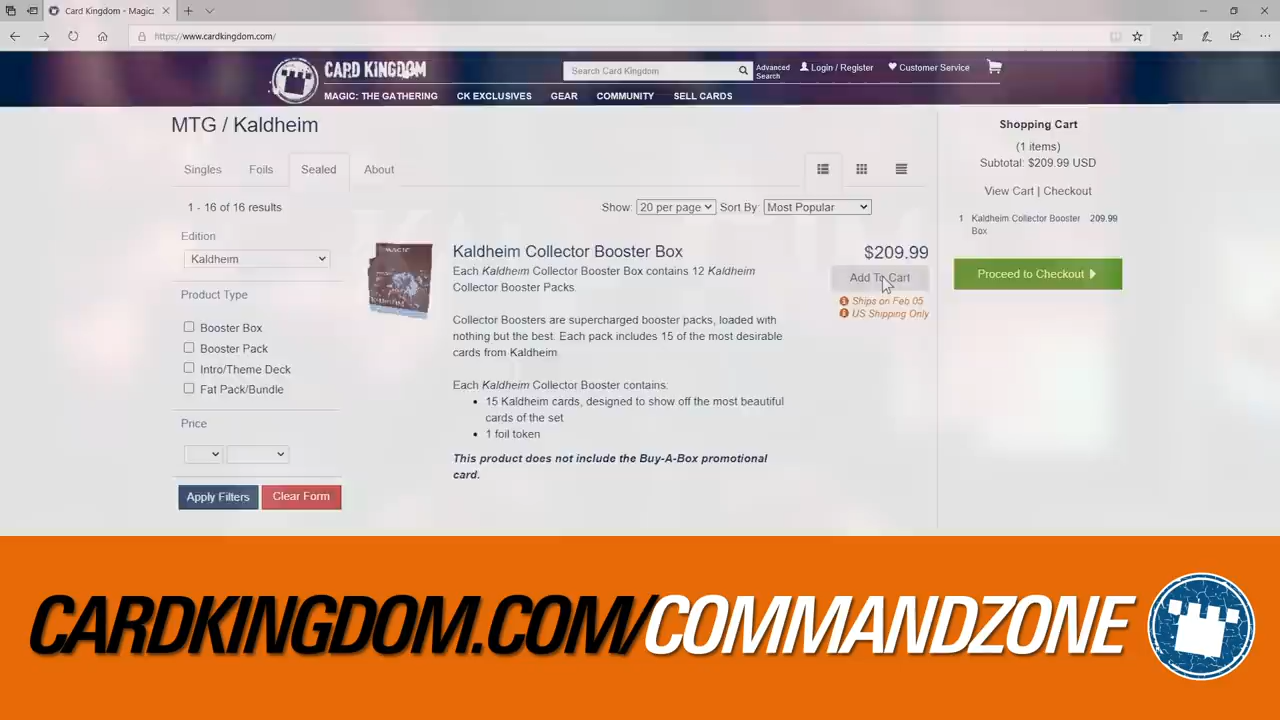 Card Kingdom - Magic:
https://www.cardkingdom.com/
CARD KINGDOM
Search Card Kingdom
Advanced Search
Login / Register
Customer Service
MAGIC: THE GATHERING
CK EXCLUSIVES
GEAR
COMMUNITY
SELL CARDS
MTG / Kaldheim
Singles
Foils
Sealed
About
1 - 16 of 16 results
Show: 20 per page Sort By: Most Popular
Edition
Kaldheim
Product Type
Booster Box
Booster Pack
Intro/Theme Deck
Fat Pack/Bundle
Price
Apply Filters
Clear Form
Kaldheim Collector Booster Box
Each Kaldheim Collector Booster Box contains 12 Kaldheim
Collector Booster Packs.
Collector Boosters are supercharged booster packs, loaded with
nothing but the best. Each pack includes 15 of the most desirable
cards from Kaldheim.
Each Kaldheim Collector Booster contains:
15 Kaldheim cards, designed to show off the most beautiful
cards of the set
1 foil token
This product does not include the Buy-A-Box promotional
card.
$209.99
Add To Cart
Ships on Feb 05
US Shipping Only
Shopping Cart
(1 items)
Subtotal: $209.99 USD
View Cart | Checkout
1 Kaldheim Collector Booster 209.99
Box
Proceed to Checkout
CARDKINGDOM.COM/COMMANDZONE